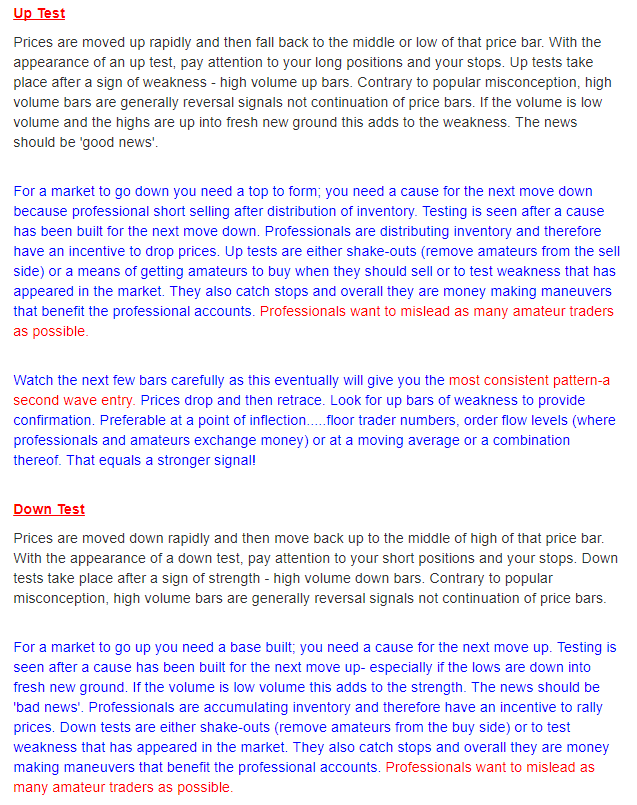 Up Test
Prices are moved up rapidly and then fall back to the middle or low of that price bar. With the
appearance of an up test, pay attention to your long positions and your stops. Up tests take
place after a sign of weakness - high volume up bars. Contrary to popular misconception, high
volume bars are generally reversal signals not continuation of price bars. If the volume is low
volume and the highs are up into fresh new ground this adds to the weakness. The news
should be 'good news'.
For a market to go down you need a top to form; you need a cause for the next move down
because professional short selling after distribution of inventory. Testing is seen after a cause
has been built for the next move down. Professionals are distributing inventory and therefore
have an incentive to drop prices. Up tests are either shake-outs (remove amateurs from the sell
side) or a means of getting amateurs to buy when they should sell or to test weakness that has
appeared in the market. They also catch stops and overall they are money making maneuvers
that benefit the professional accounts. Professionals want to mislead as many amateur traders
as possible.
Watch the next few bars carefully as this eventually will give you the most consistent pattern-a
second wave entry. Prices drop and then retrace. Look for up bars of weakness to provide
confirmation. Preferable at a point of inflection.....floor trader numbers, order flow levels (where
professionals and amateurs exchange money) or at a moving average or a combination
thereof. That equals a stronger signal!
Down Test
Prices are moved down rapidly and then move back up to the middle of high of that price bar.
With the appearance of a down test, pay attention to your short positions and your stops. Down
tests take place after a sign of strength - high volume down bars. Contrary to popular
misconception, high volume bars are generally reversal signals not continuation of price bars.
For a market to go up you need a base built; you need a cause for the next move up. Testing is
seen after a cause has been built for the next move up- especially if the lows are down into
fresh new ground. If the volume is low volume this adds to the strength. The news should be
'bad news'. Professionals are accumulating inventory and therefore have an incentive to rally
prices. Down tests are either shake-outs (remove amateurs from the buy side) or to test
weakness that has appeared in the market. They also catch stops and overall they are money
making maneuvers that benefit the professional accounts. Professionals want to mislead as
many amateur traders as possible.